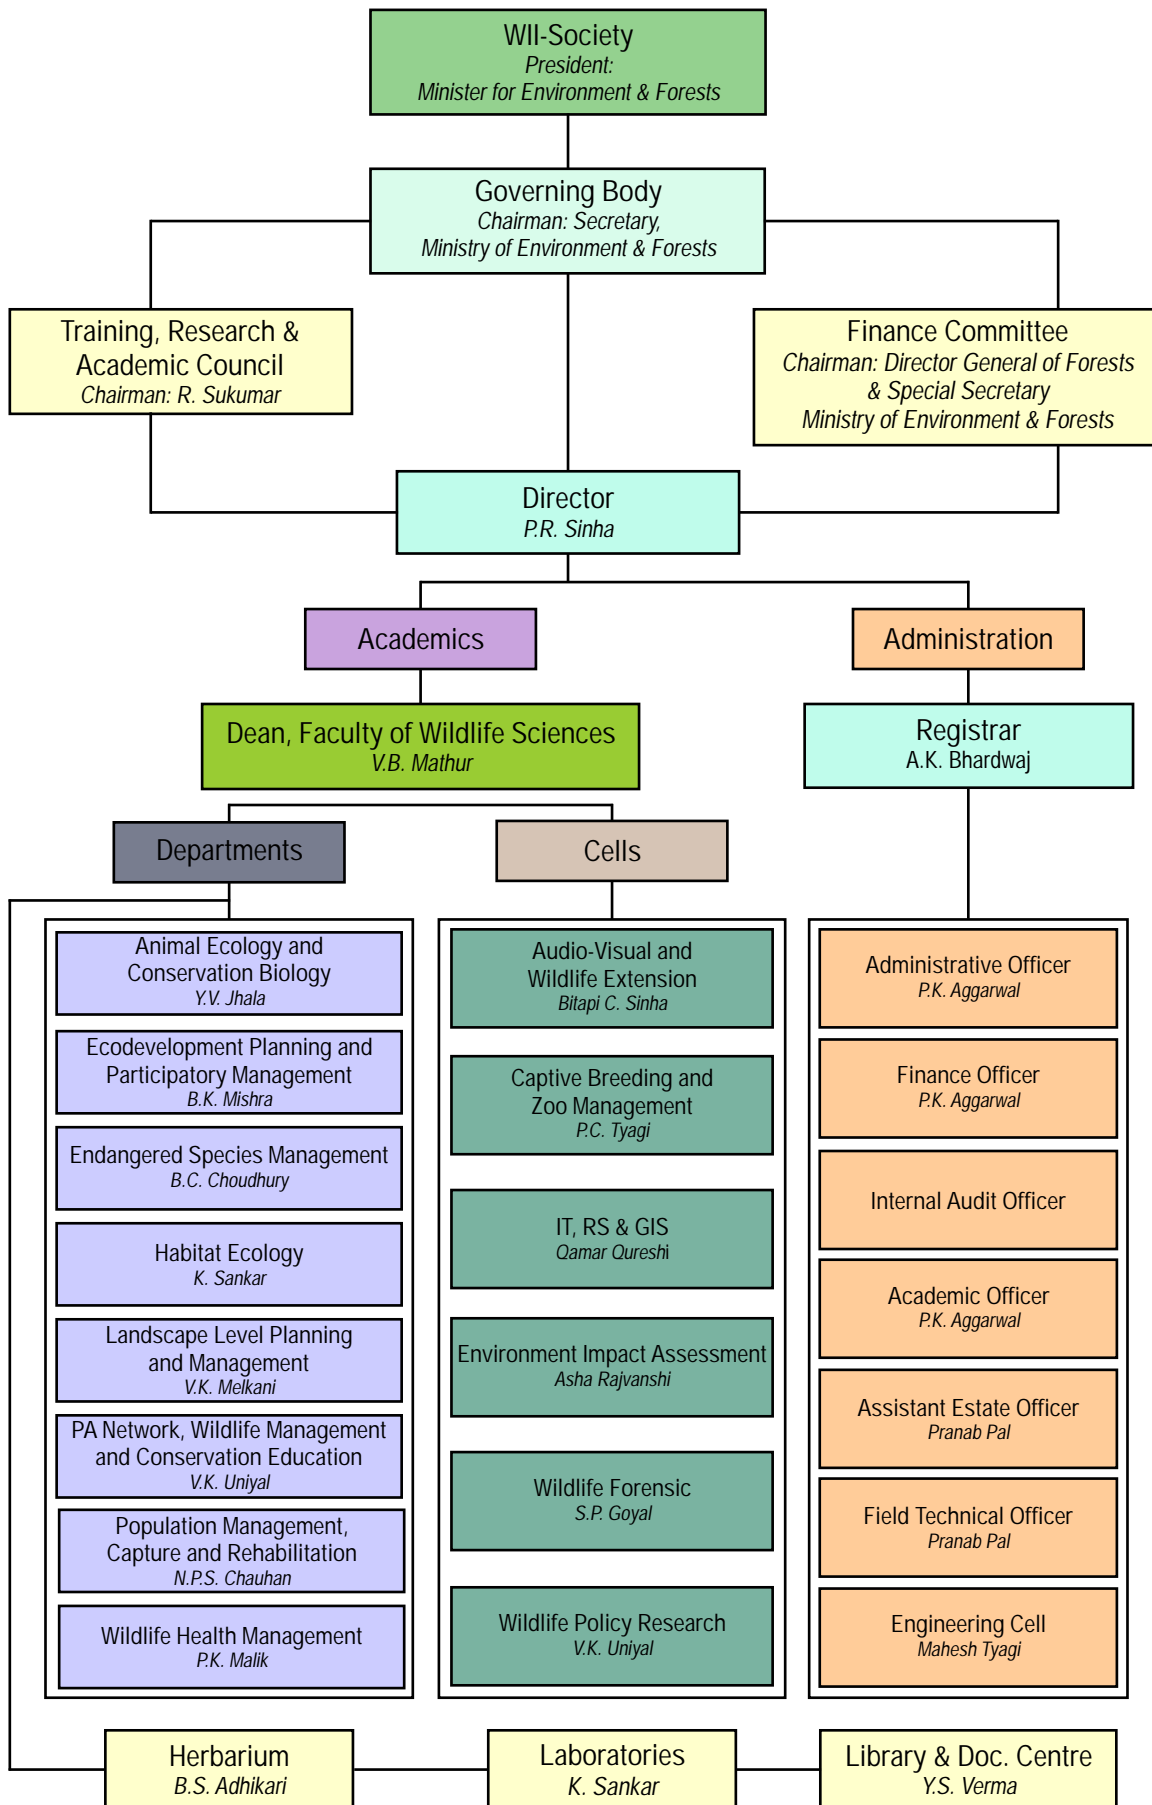 WII-Society
President:
Minister for Environment & Forests
Governing Body
Chairman: Secretary,
Ministry of Environment & Forests
Training, Research &
Academic Council
Chairman: R. Sukumar
Finance Committee
Chairman: Director General of Forests
& Special Secretary
Ministry of Environment & Forests
Director
P.R. Sinha
Academics
Administration
Dean, Faculty of Wildlife Sciences
V.B. Mathur
Registrar
A.K. Bhardwaj
Departments
Cells
Animal Ecology and
Conservation Biology
Y.V. Jhala
Ecodevelopment Planning and
Participatory Management
B.K. Mishra
Endangered Species Management
B.C. Choudhury
Habitat Ecology
K. Sankar
Landscape Level Planning
and Management
V.K. Melkani
PA Network, Wildlife Management
and Conservation Education
V.K. Uniyal
Population Management,
Capture and Rehabilitation
N.P.S. Chauhan
Wildlife Health Management
P.K. Malik
Audio-Visual and
Wildlife Extension
Bitapi C. Sinha
Captive Breeding and
Zoo Management
P.C. Tyagi
IT, RS & GIS
Qamar Qureshi
Environment Impact Assessment
Asha Rajvanshi
Wildlife Forensic
S.P. Goyal
Wildlife Policy Research
V.K. Uniyal
Administrative Officer
P.K. Aggarwal
Finance Officer
P.K. Aggarwal
Internal Audit Officer
Academic Officer
P.K. Aggarwal
Assistant Estate Officer
Pranab Pal
Field Technical Officer
Pranab Pal
Engineering Cell
Mahesh Tyagi
Herbarium
B.S. Adhikari
Laboratories
K. Sankar
Library & Doc. Centre
Y.S. Verma